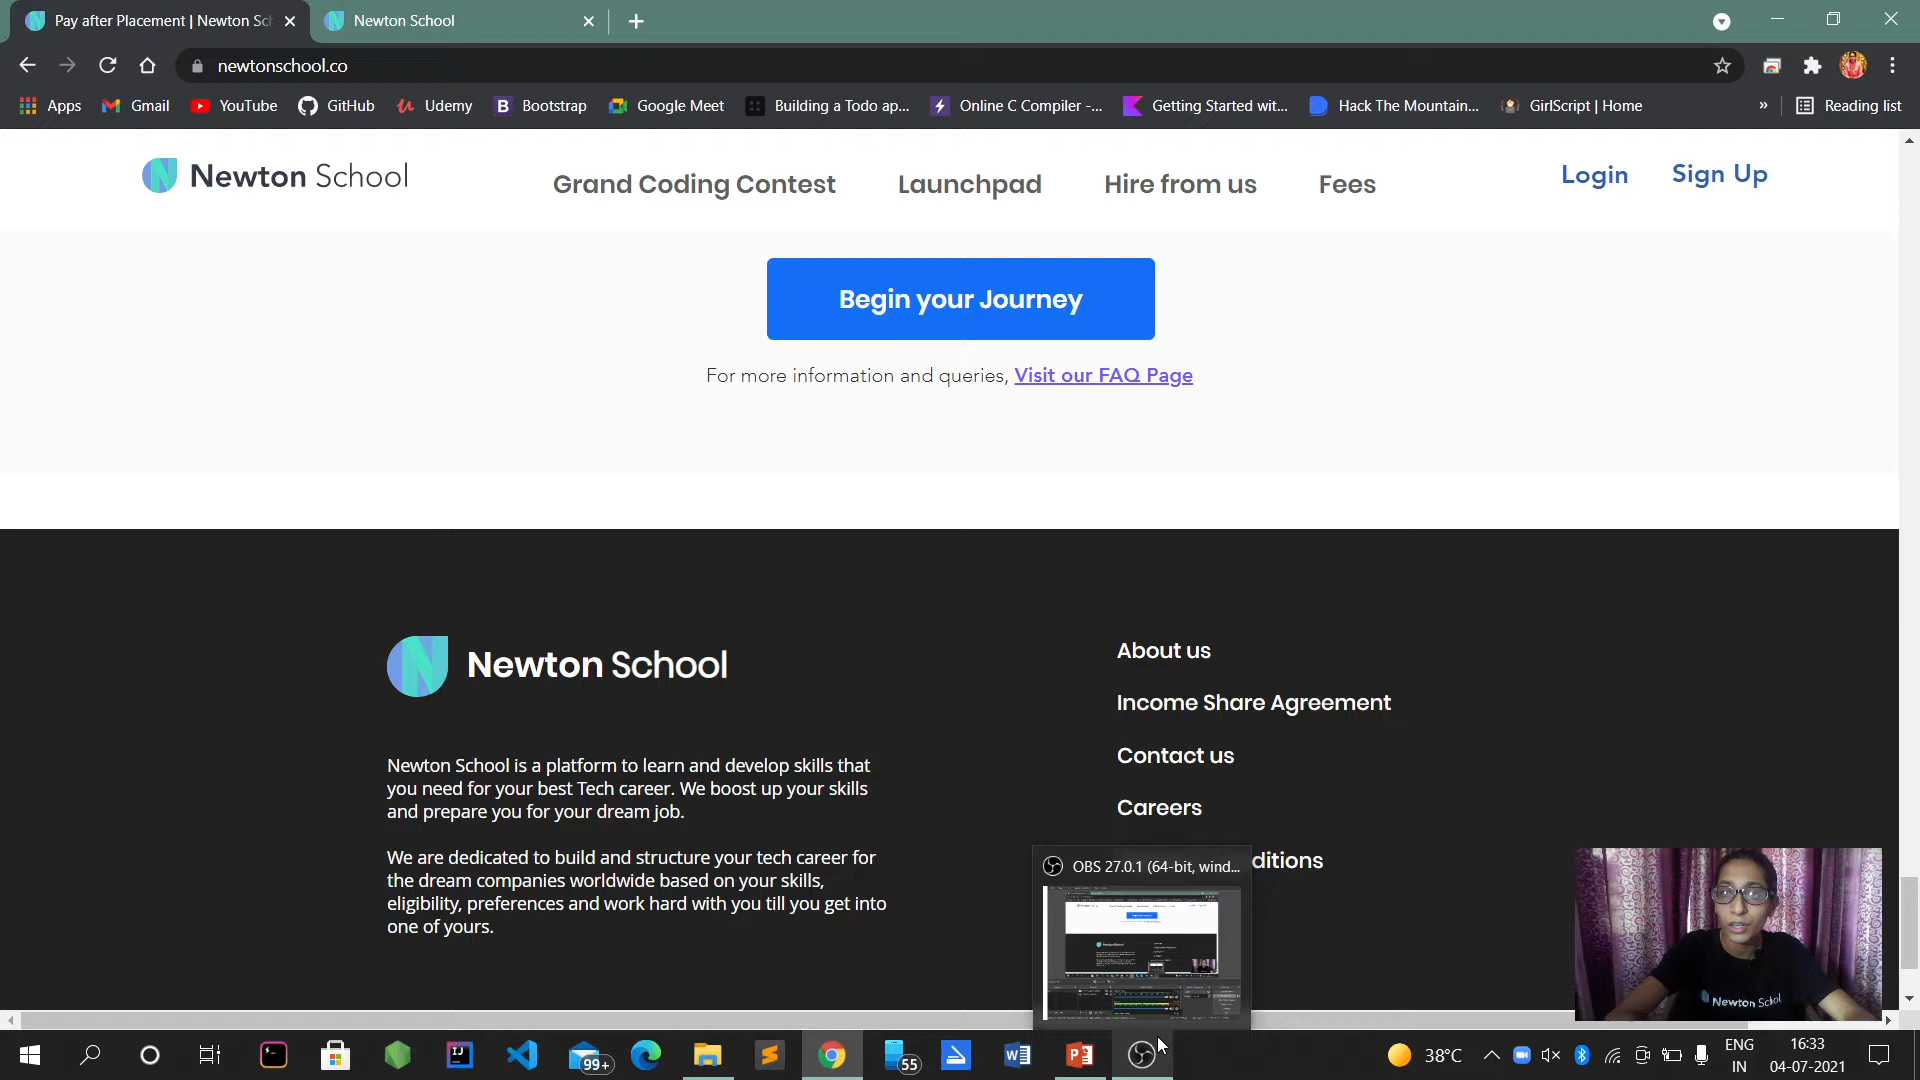 Pay after Placement | Newton Sc
Newton School
newtonschool.co
Apps
Gmail
YouTube
GitHub
Udemy
Bootstrap
Google Meet
Building a Todo ap...
Online C Compiler -...
Getting Started wit...
Hack The Mountain...
GirlScript | Home
»
Reading list
Newton School
Grand Coding Contest
Launchpad
Hire from us
Fees
Login
Sign Up
Begin your Journey
For more information and queries, Visit our FAQ Page
Newton School
About us
Income Share Agreement
Contact us
Careers
ditions
Newton School is a platform to learn and develop skills that
you need for your best Tech career. We boost up your skills
and prepare you for your dream job.
We are dedicated to build and structure your tech career for
the dream companies worldwide based on your skills,
eligibility, preferences and work hard with you till you get into
one of yours.
OBS 27.0.1 (64-bit, wind...
Newton School
99+
55
38°C
ENG
IN
16:33
04-07-2021